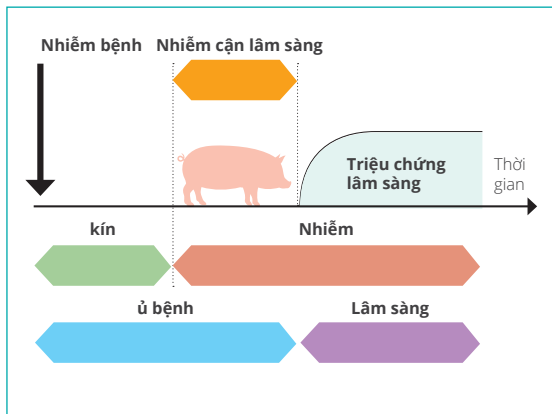 Nhiễm bệnh
Nhiễm cận lâm sàng
Triệu chứng
lâm sàng
Thời
gian
kín
Nhiễm
ủ bệnh
Lâm sàng